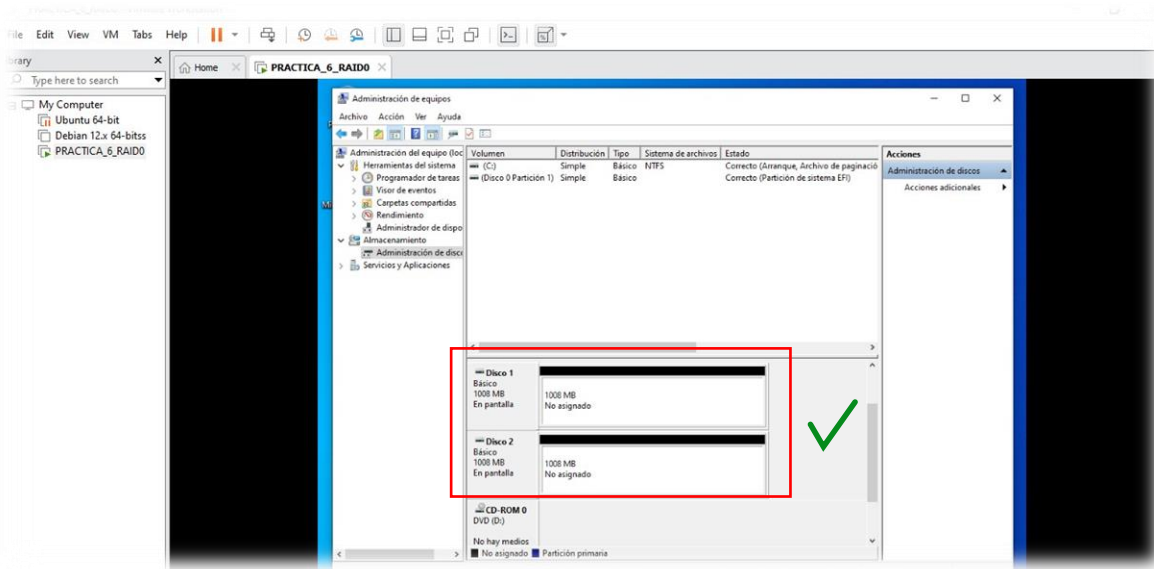 File Edit View VM Tabs Help
Library
Type here to search
Home
PRACTICA_6_RAID0
My Computer
Ubuntu 64-bit
Debian 12.x 64-bitss
PRACTICA_6_RAID0
Administración de equipos
Archivo Acción Ver Ayuda
Administración del equipo (loc
Herramientas del sistema
Programador de tareas
Visor de eventos
Carpetas compartidas
Rendimiento
Administrador de dispo
Almacenamiento
Administración de disco
Servicios y Aplicaciones
Volumen Distribución Tipo Sistema de archivos Estado
(C:) Simple Básico NTFS Correcto (Arranque, Archivo de paginació
(Disco 0 Partición 1) Simple Básico Correcto (Partición de sistema EFI)
Acciones
Administración de discos
Acciones adicionales
Disco 1
Básico
1008 MB
En pantalla
1008 MB
No asignado
Disco 2
Básico
1008 MB
En pantalla
1008 MB
No asignado
CD-ROM 0
DVD (D:)
No hay medios
No asignado Partición primaria